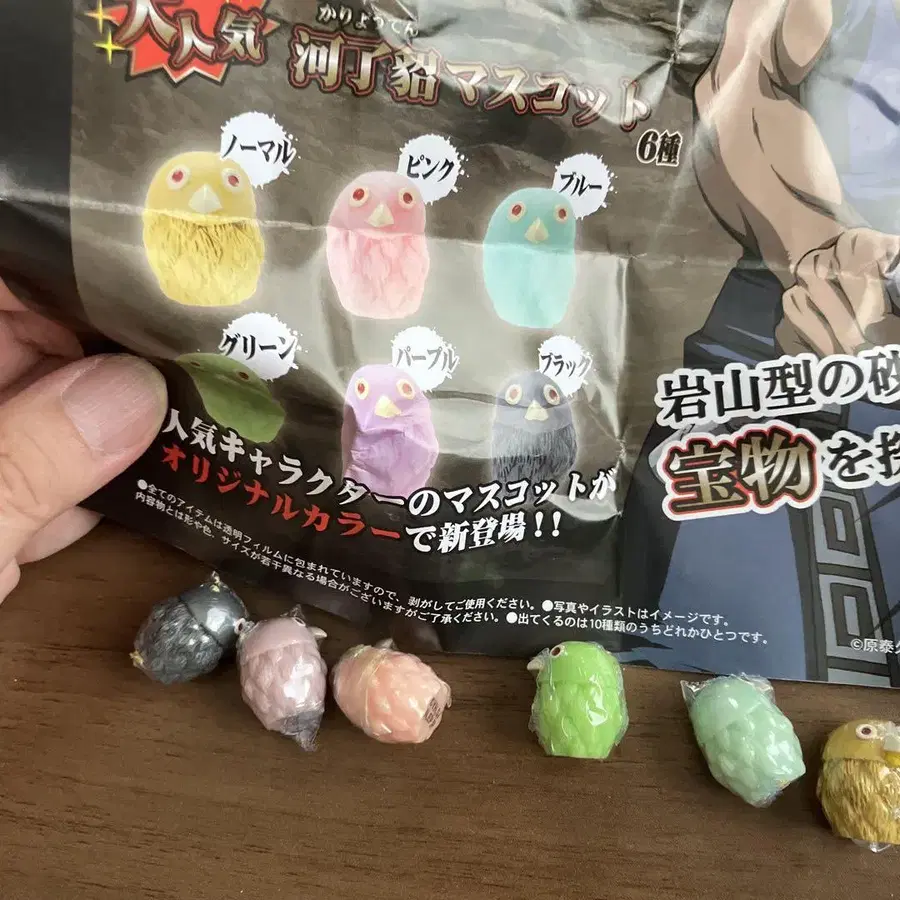 大人気
かりょうてん
河了貂マスコット
6種
ノーマル
ピンク
ブルー
グリーン
パープル
ブラック
人気キャラクターのマスコットが
オリジナルカラーで新登場!!
岩山型の砂
宝物を探
●全てのアイテムは透明フィルムに包まれていますので、剥がしてご使用ください。●写真やイラストはイメージです。
内容物とは形や色、サイズが若干異なる場合がございますがご了承ください。●出てくるのは10種類のうちどれかひとつです。
©原泰久